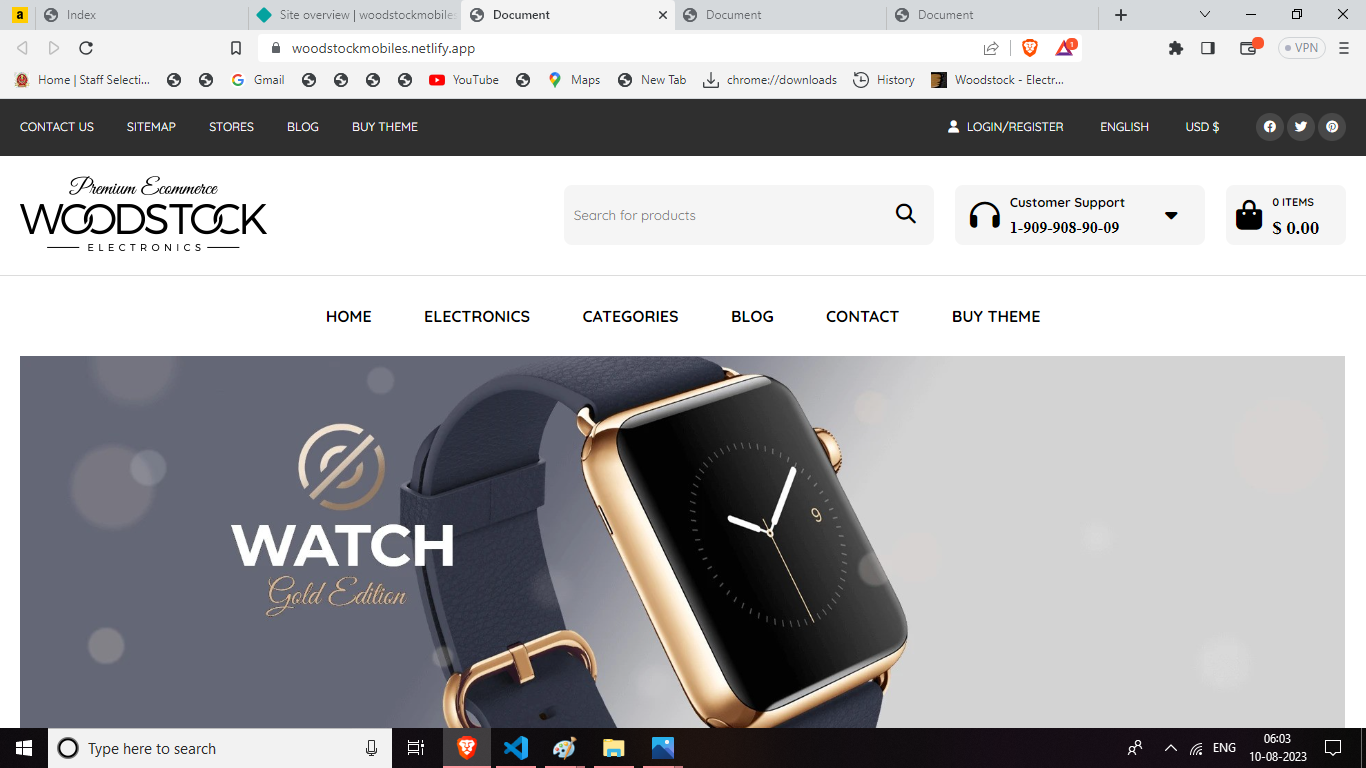 a
Index
Site overview | woodstockmobiles
Document
Document
Document
woodstockmobiles.netlify.app
1
VPN
Home | Staff Selecti...
Gmail
YouTube
Maps
New Tab
chrome://downloads
History
Woodstock - Electr...
CONTACT US
SITEMAP
STORES
BLOG
BUY THEME
LOGIN/REGISTER
ENGLISH
USD $
Premium Ecommerce
WOODSTOCK
ELECTRONICS
Search for products
Customer Support
1-909-908-90-09
0 ITEMS
$ 0.00
HOME
ELECTRONICS
CATEGORIES
BLOG
CONTACT
BUY THEME
WATCH
Gold Edition
9
Type here to search
ENG
06:03
10-08-2023